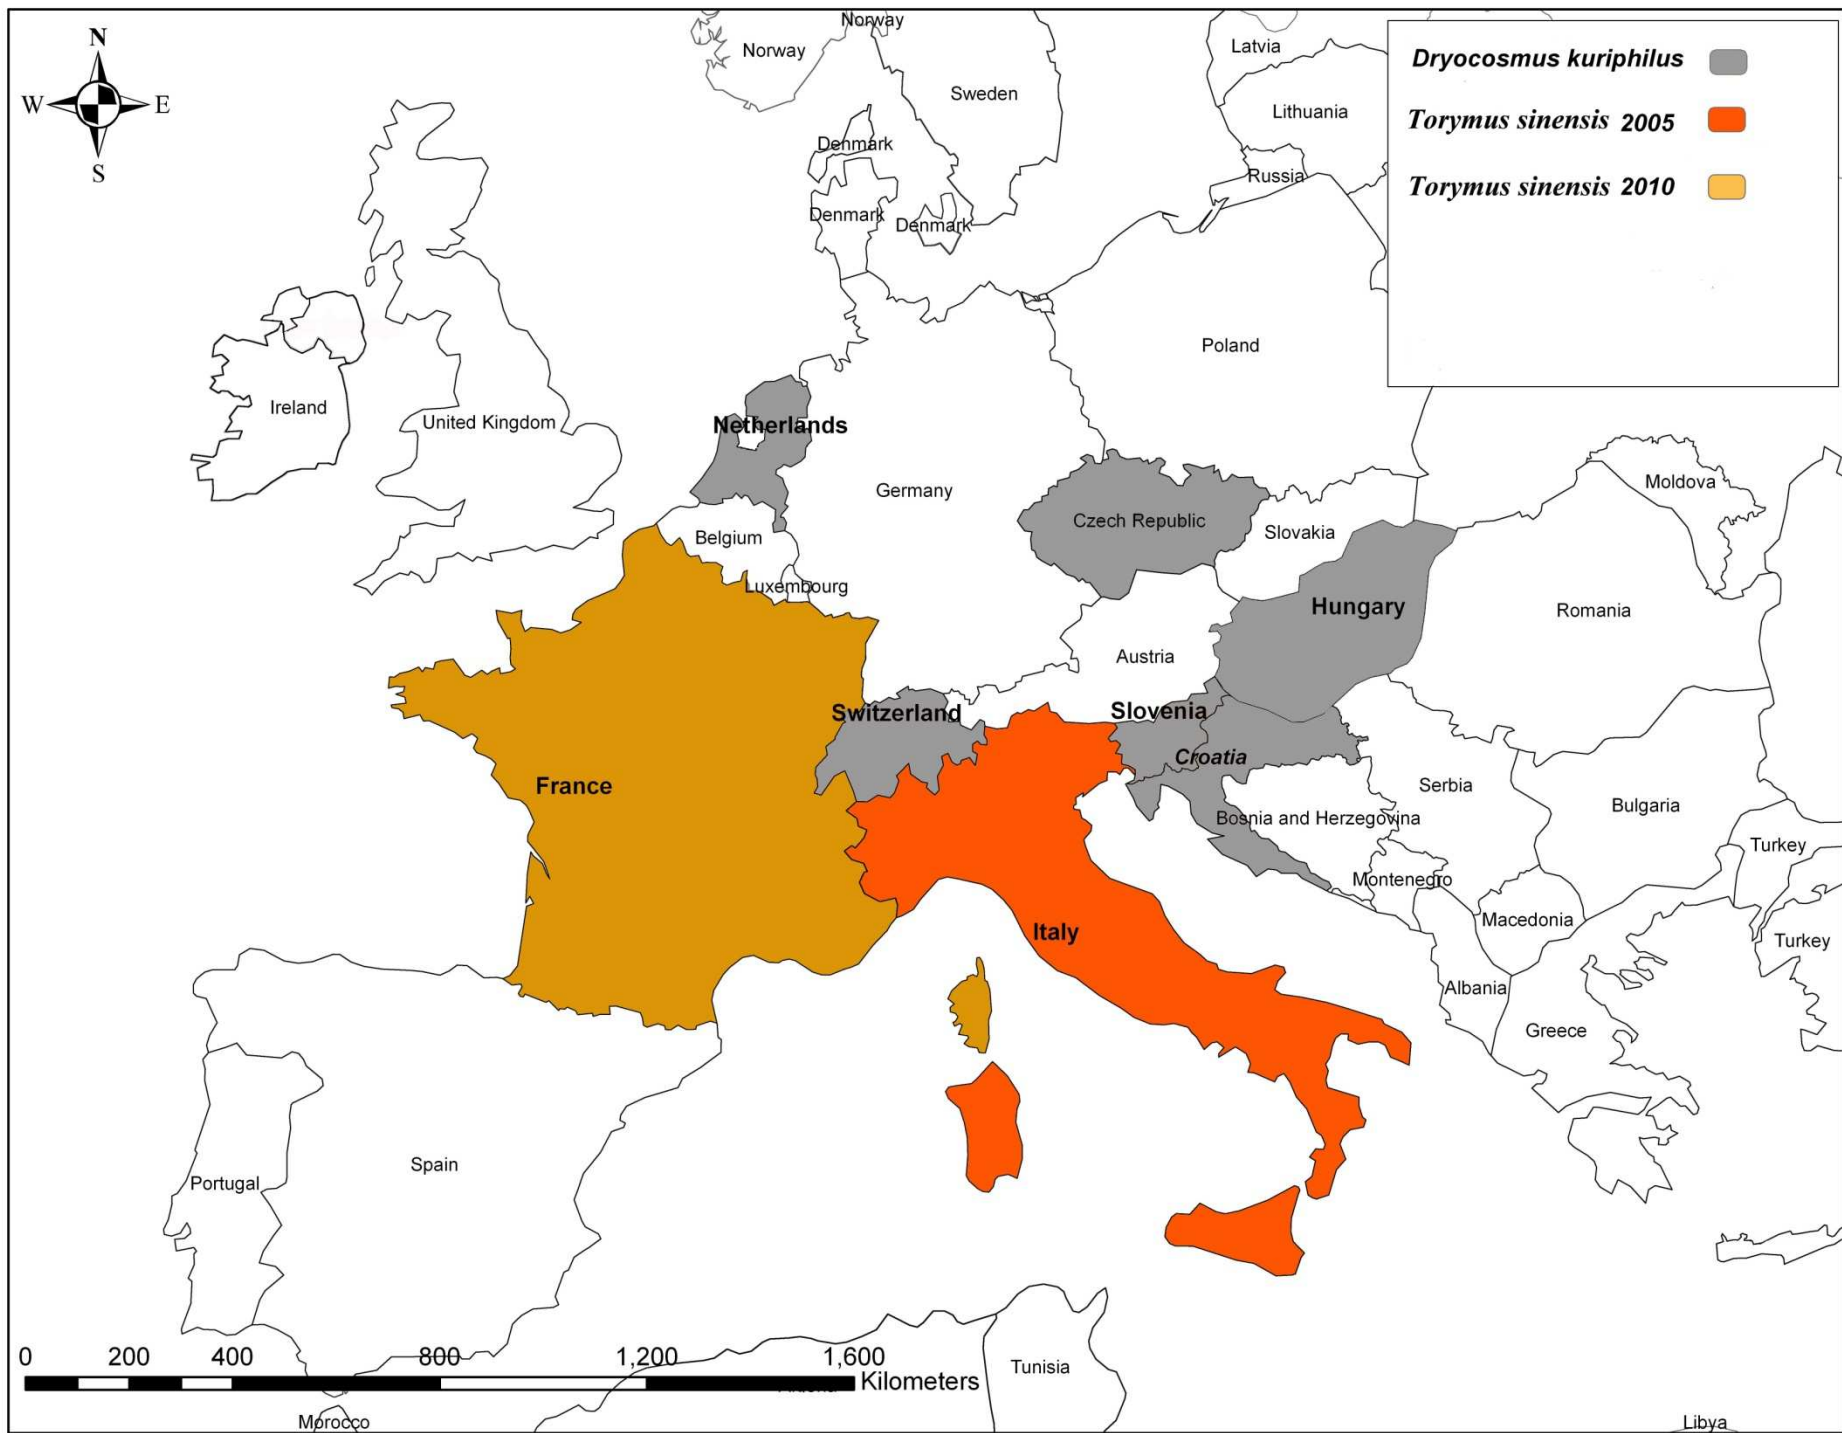 N
W E
S
Norway
Norway
Sweden
Latvia
Lithuania
Russia
Denmark
Denmark
Denmark
Dryocosmus kuriphilus
Torymus sinensis 2005
Torymus sinensis 2010
Ireland
United Kingdom
Netherlands
Germany
Poland
Belgium
Luxembourg
Czech Republic
Slovakia
Moldova
Hungary
Romania
Austria
Switzerland
Slovenia
Croatia
France
Italy
Bosnia and Herzegovina
Serbia
Bulgaria
Montenegro
Macedonia
Turkey
Turkey
Albania
Greece
Portugal
Spain
0 200 400 800 1,200 1,600
Kilometers
Tunisia
Morocco
Libya